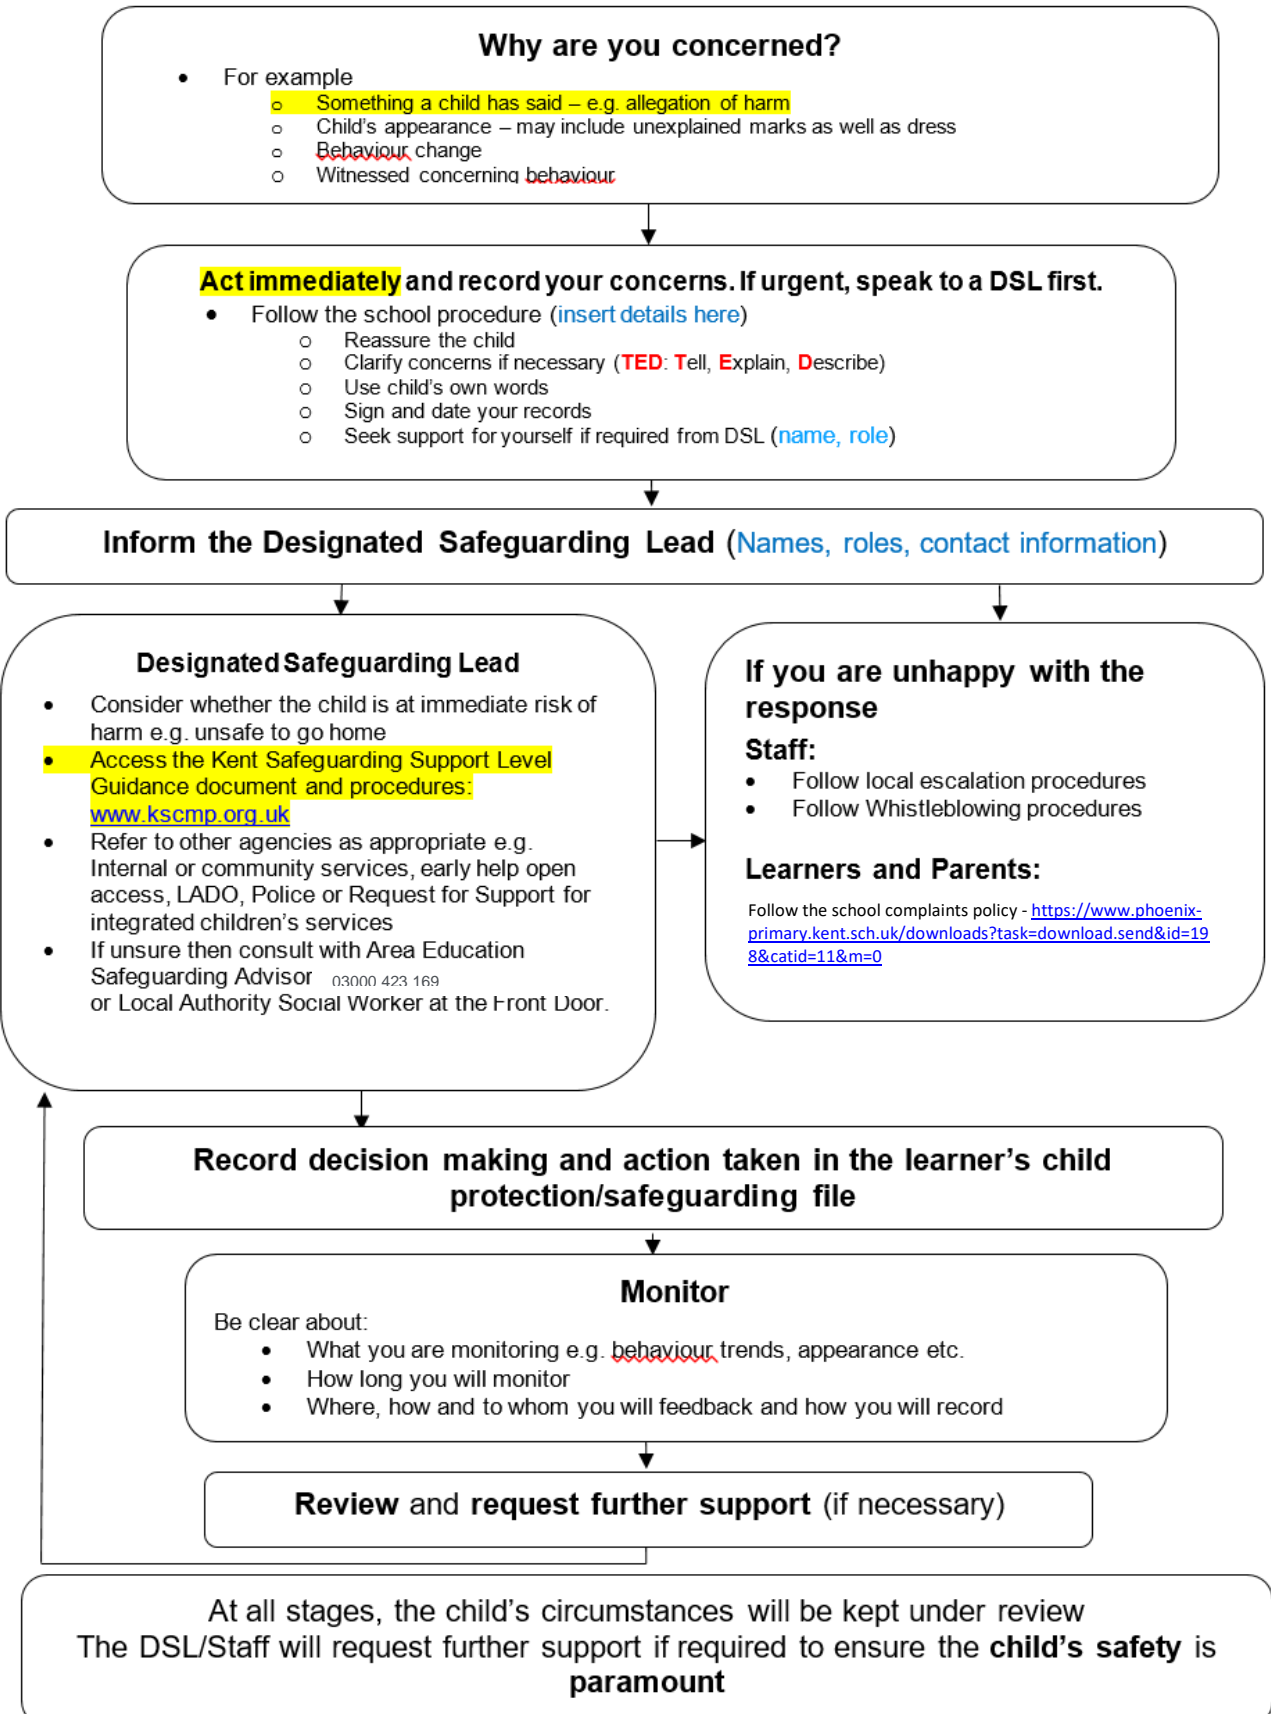 Why are you concerned?
• For example
o Something a child has said – e.g. allegation of harm
o Child's appearance – may include unexplained marks as well as dress
o Behaviour change
o Witnessed concerning behaviour
Act immediately and record your concerns. If urgent, speak to a DSL first.
• Follow the school procedure (insert details here)
o Reassure the child
o Clarify concerns if necessary (TED: Tell, Explain, Describe)
o Use child's own words
o Sign and date your records
o Seek support for yourself if required from DSL (name, role)
Inform the Designated Safeguarding Lead (Names, roles, contact information)
Designated Safeguarding Lead
• Consider whether the child is at immediate risk of
harm e.g. unsafe to go home
• Access the Kent Safeguarding Support Level
Guidance document and procedures:
www.kscmp.org.uk
• Refer to other agencies as appropriate e.g.
Internal or community services, early help open
access, LADO, Police or Request for Support for
integrated children's services
• If unsure then consult with Area Education
Safeguarding Advisor 03000 423 169
or Local Authority Social Worker at the Front Door.
If you are unhappy with the
response
Staff:
• Follow local escalation procedures
• Follow Whistleblowing procedures
Learners and Parents:
Follow the school complaints policy - https://www.phoenix-
primary.kent.sch.uk/downloads?task=download.send&id=19
8&catid=11&m=0
Record decision making and action taken in the learner's child
protection/safeguarding file
Monitor
Be clear about:
• What you are monitoring e.g. behaviour trends, appearance etc.
• How long you will monitor
• Where, how and to whom you will feedback and how you will record
Review and request further support (if necessary)
At all stages, the child's circumstances will be kept under review
The DSL/Staff will request further support if required to ensure the child's safety is
paramount